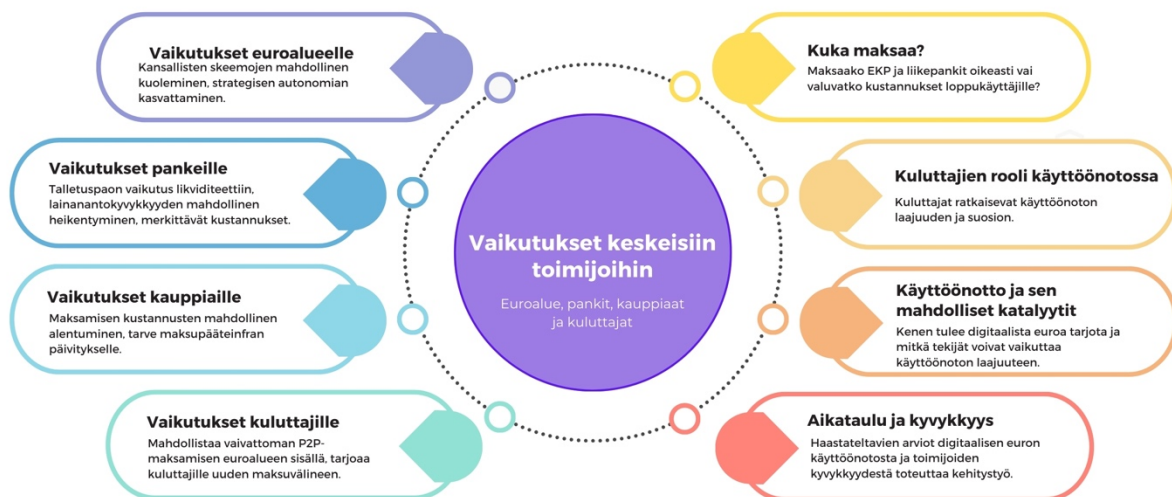 Vaikutukset euroalueelle
Kansallisten skeemojen mahdollinen
kuoleminen, strategisen autonomian
kasvattaminen.
Vaikutukset pankeille
Talletuspaon vaikutus likviditeettiin,
lainanantokyvykkyyden mahdollinen
heikentyminen, merkittävät kustannukset.
Vaikutukset kauppiaille
Maksamisen kustannusten mahdollinen
alentuminen, tarve maksupääteinfran
päivitykselle.
Vaikutukset kuluttajille
Mahdollistaa vaivattoman P2P-
maksamisen euroalueen sisällä, tarjoaa
kuluttajille uuden maksuvälineen.
Vaikutukset keskeisiin
toimijoihin
Euroalue, pankit, kauppiaat
ja kuluttajat
Kuka maksaa?
Maksaako EKP ja liikepankit oikeasti vai
valuvatko kustannukset loppukäyttäjille?
Kuluttajien rooli käyttöönotossa
Kuluttajat ratkaisevat käyttöönoton
laajuuden ja suosion.
Käyttöönotto ja sen
mahdolliset katalyytit
Kenen tulee digitaalista euroa tarjota ja
mitkä tekijät voivat vaikuttaa
käyttöönoton laajuuteen.
Aikataulu ja kyvykkyys
Haastateltavien arviot digitaalisen euron
käyttöönotosta ja toimijoiden
kyvykkyydestä toteuttaa kehitystyö.